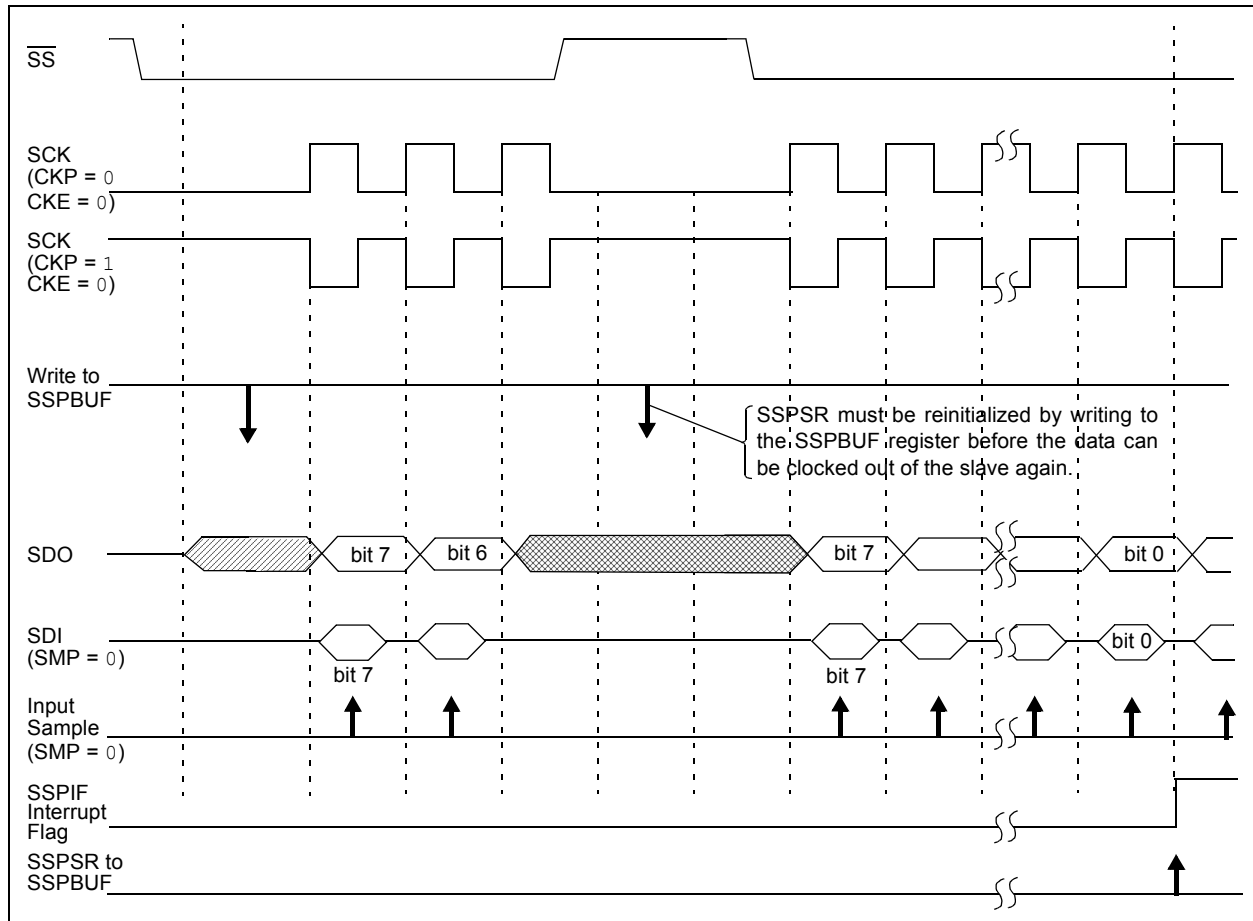 SS
SCK
(CKP = 0
CKE = 0)
SCK
(CKP = 1
CKE = 0)
Write to
SSPBUF
SSPSR must be reinitialized by writing to
the SSPBUF register before the data can
be clocked out of the slave again.
SDO
bit 7
bit 6
bit 7
bit 0
SDI
(SMP = 0)
bit 7
bit 7
bit 0
Input
Sample
(SMP = 0)
SSPIF
Interrupt
Flag
SSPSR to
SSPBUF